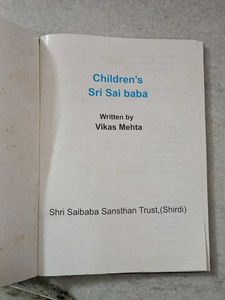 Children's
Sri Sai baba
Written by
Vikas Mehta
Shri Saibaba Sansthan Trust,(Shirdi)